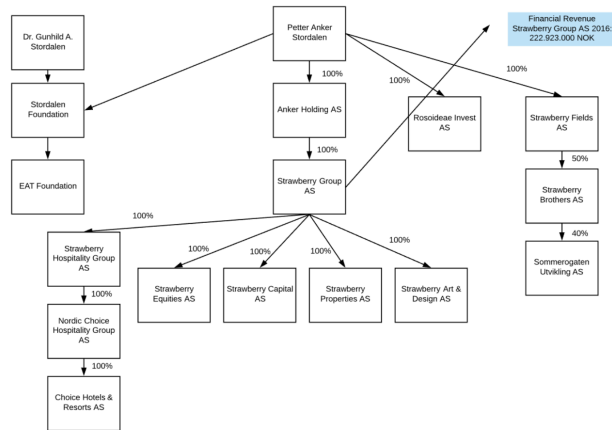 Financial Revenue
Strawberry Group AS 2016:
222.923.000 NOK
Dr. Gunhild A.
Stordalen
Petter Anker
Stordalen
100%
100%
100%
Stordalen
Foundation
Anker Holding AS
Rosoideae Invest
AS
Strawberry Fields
AS
100%
50%
EAT Foundation
Strawberry Group
AS
Strawberry
Brothers AS
100%
40%
Strawberry
Hospitality Group
AS
100%
100%
100%
100%
Sommerogaten
Utvikling AS
Strawberry
Equities AS
Strawberry Capital
AS
Strawberry
Properties AS
Strawberry Art &
Design AS
100%
Nordic Choice
Hospitality Group
AS
100%
Choice Hotels &
Resorts AS